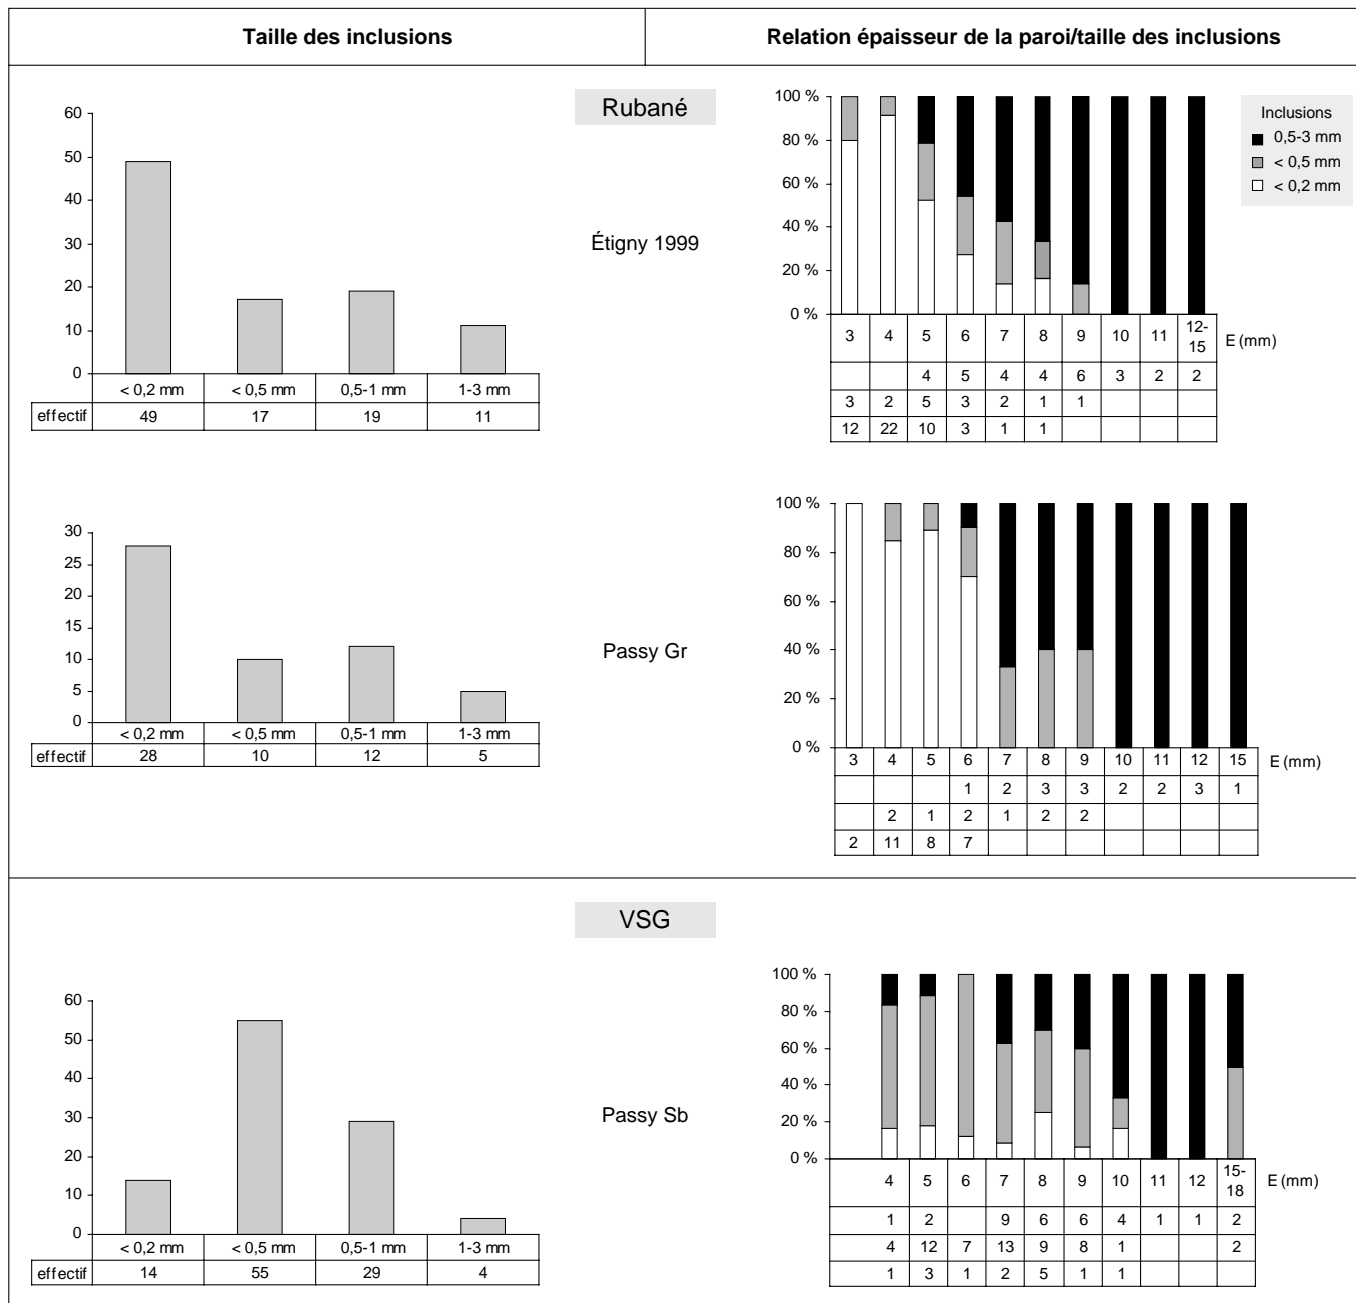 Taille des inclusions
Relation épaisseur de la paroi/taille des inclusions
Rubané
Étigny 1999
60
50
40
30
20
10
0
< 0,2 mm < 0,5 mm 0,5-1 mm 1-3 mm
effectif 49 17 19 11
100 %
80 %
60 %
40 %
20 %
0 %
Inclusions
0,5-3 mm
< 0,5 mm
< 0,2 mm
3 4 5 6 7 8 9 10 11 12-15 E (mm)
4 5 4 4 6 3 2 2
3 2 5 3 2 1 1
12 22 10 3 1 1
Passy Gr
30
25
20
15
10
5
0
< 0,2 mm < 0,5 mm 0,5-1 mm 1-3 mm
effectif 28 10 12 5
100 %
80 %
60 %
40 %
20 %
0 %
3 4 5 6 7 8 9 10 11 12 15 E (mm)
1 2 3 3 2 2 3 1
2 1 2 1 2 2
2 11 8 7
VSG
Passy Sb
60
50
40
30
20
10
0
< 0,2 mm < 0,5 mm 0,5-1 mm 1-3 mm
effectif 14 55 29 4
100 %
80 %
60 %
40 %
20 %
0 %
4 5 6 7 8 9 10 11 12 15-18 E (mm)
1 2 9 6 6 4 1 1 2
4 12 7 13 9 8 1 2
1 3 1 2 5 1 1